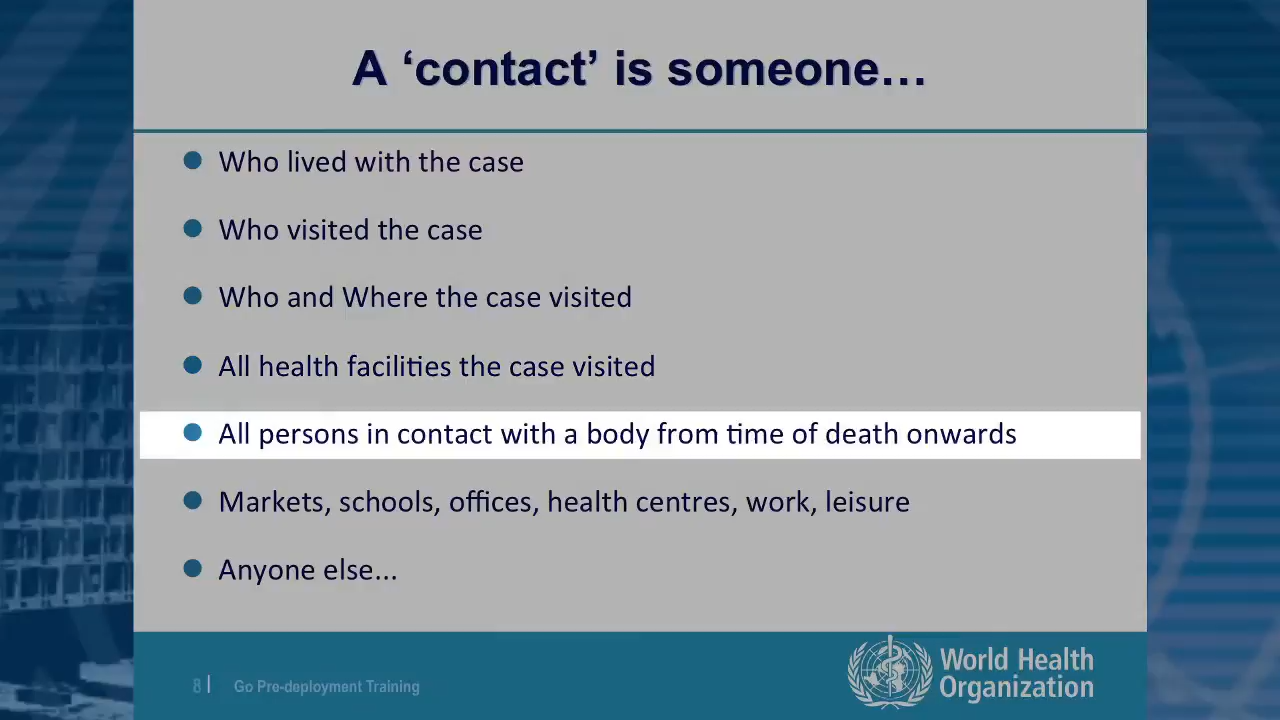 A ‘contact’ is someone…
Who lived with the case
Who visited the case
Who and Where the case visited
All health facilities the case visited
All persons in contact with a body from time of death onwards
Markets, schools, offices, health centres, work, leisure
Anyone else...
8 | Go Pre-deployment Training
World Health
Organization